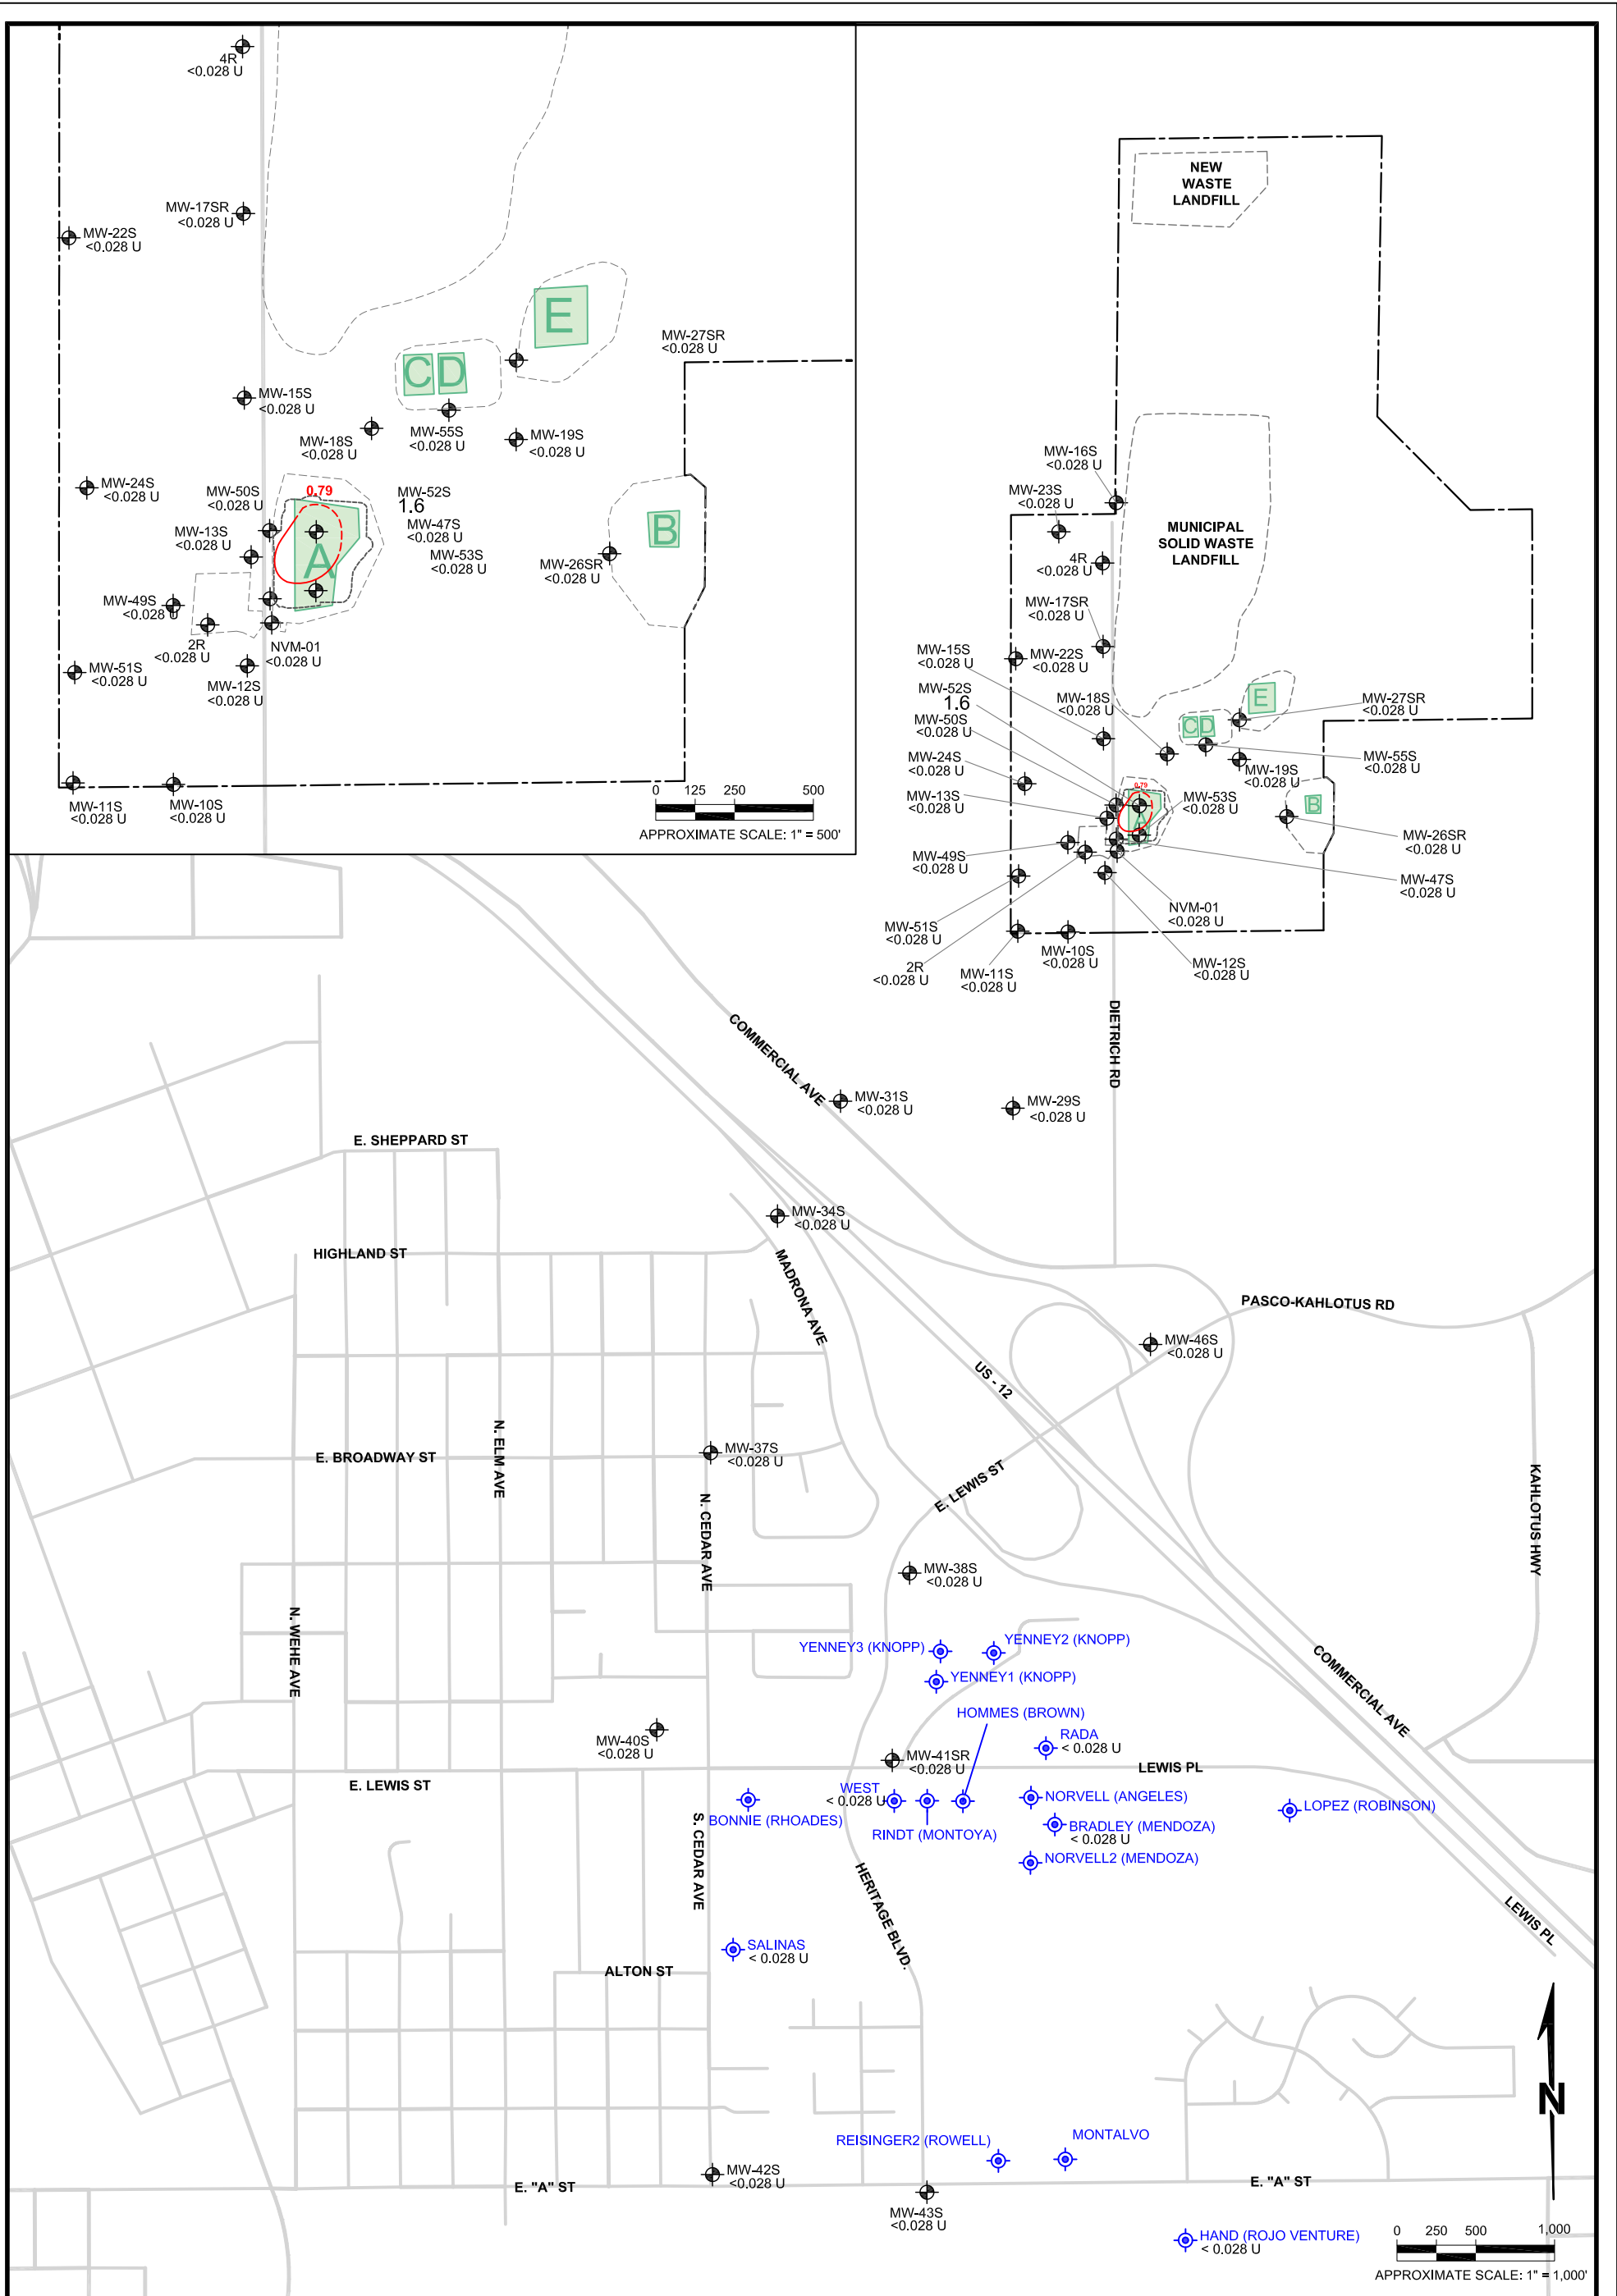 4R
<0.028 U
MW-17SR
<0.028 U
MW-22S
<0.028 U
E
MW-27SR
<0.028 U
C D
MW-15S
<0.028 U
MW-18S
<0.028 U
MW-55S
<0.028 U
MW-19S
<0.028 U
MW-24S
<0.028 U
MW-50S
<0.028 U
0.79
MW-52S
1.6
MW-47S
<0.028 U
MW-53S
<0.028 U
MW-13S
<0.028 U
A
B
MW-26SR
<0.028 U
MW-49S
<0.028 U
2R
<0.028 U
NVM-01
<0.028 U
MW-51S
<0.028 U
MW-12S
<0.028 U
MW-11S
<0.028 U
MW-10S
<0.028 U
0 125 250 500
APPROXIMATE SCALE: 1" = 500'
NEW
WASTE
LANDFILL
MW-16S
<0.028 U
MW-23S
<0.028 U
MUNICIPAL
SOLID WASTE
LANDFILL
4R
<0.028 U
MW-17SR
<0.028 U
MW-15S
<0.028 U
MW-22S
<0.028 U
MW-52S
1.6
MW-18S
<0.028 U
E
MW-27SR
<0.028 U
MW-50S
<0.028 U
C D
MW-24S
<0.028 U
MW-55S
<0.028 U
MW-19S
<0.028 U
MW-13S
<0.028 U
0.79
MW-53S
<0.028 U
B
A
MW-26SR
<0.028 U
MW-49S
<0.028 U
MW-47S
<0.028 U
NVM-01
<0.028 U
MW-51S
<0.028 U
2R
<0.028 U
MW-11S
<0.028 U
MW-10S
<0.028 U
MW-12S
<0.028 U
DIETRICH RD
COMMERCIAL AVE
MW-31S
<0.028 U
MW-29S
<0.028 U
E. SHEPPARD ST
MW-34S
<0.028 U
HIGHLAND ST
MADRONA AVE
PASCO-KAHLOTUS RD
MW-46S
<0.028 U
US - 12
N. ELM AVE
MW-37S
<0.028 U
E. BROADWAY ST
E. LEWIS ST
KAHLOTUS HWY
N. CEDAR AVE
MW-38S
<0.028 U
N. WEHE AVE
YENNEY3 (KNOPP)
YENNEY2 (KNOPP)
YENNEY1 (KNOPP)
COMMERCIAL AVE
HOMMES (BROWN)
MW-40S
<0.028 U
RADA
< 0.028 U
MW-41SR
<0.028 U
LEWIS PL
E. LEWIS ST
WEST
< 0.028 U
NORVELL (ANGELES)
LOPEZ (ROBINSON)
BONNIE (RHOADES)
RINDT (MONTOYA)
BRADLEY (MENDOZA)
< 0.028 U
NORVELL2 (MENDOZA)
S. CEDAR AVE
HERITAGE BLVD.
LEWIS PL
SALINAS
< 0.028 U
ALTON ST
N
REISINGER2 (ROWELL)
MONTALVO
MW-42S
<0.028 U
E. "A" ST
E. "A" ST
MW-43S
<0.028 U
HAND (ROJO VENTURE)
< 0.028 U
0 250 500 1,000
APPROXIMATE SCALE: 1" = 1,000'